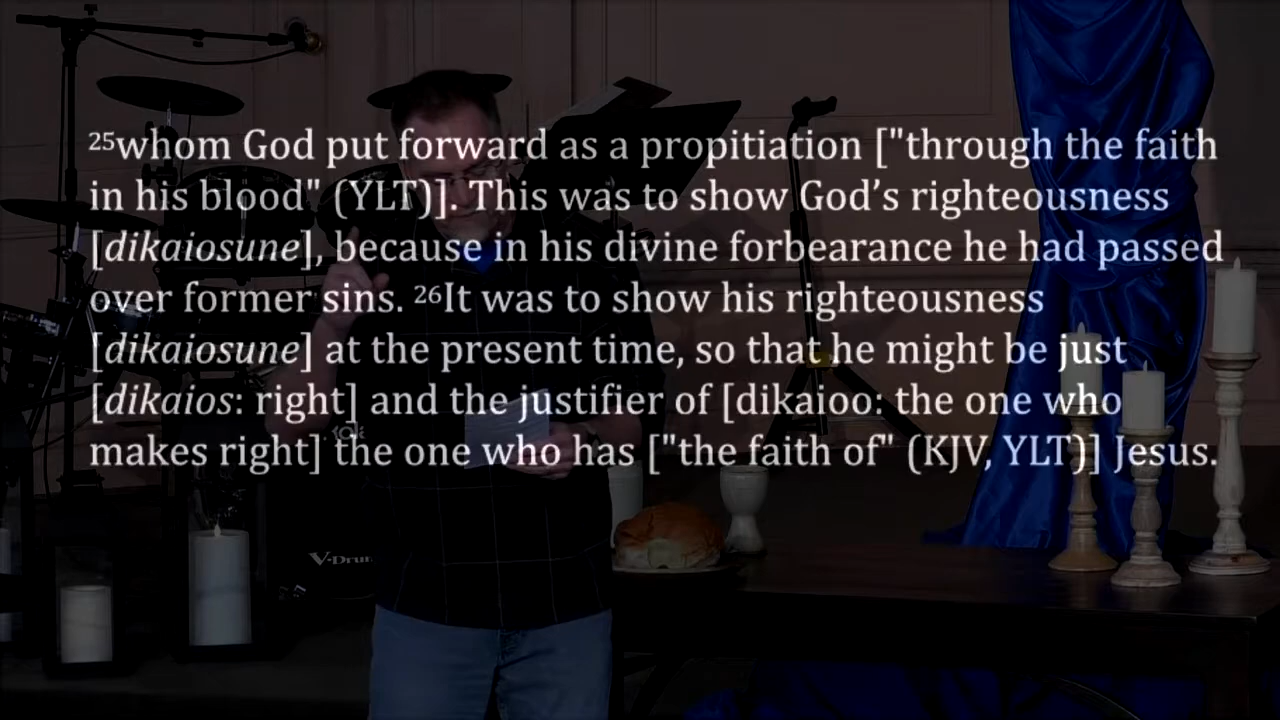 ²⁵whom God put forward as a propitiation ["through the faith
in his blood" (YLT)]. This was to show God’s righteousness
[dikaiosune], because in his divine forbearance he had passed
over former sins. ²⁶It was to show his righteousness
[dikaiosune] at the present time, so that he might be just
[dikaios: right] and the justifier of [dikaioo: the one who
makes right] the one who has ["the faith of" (KJV, YLT)] Jesus.
V-Drum